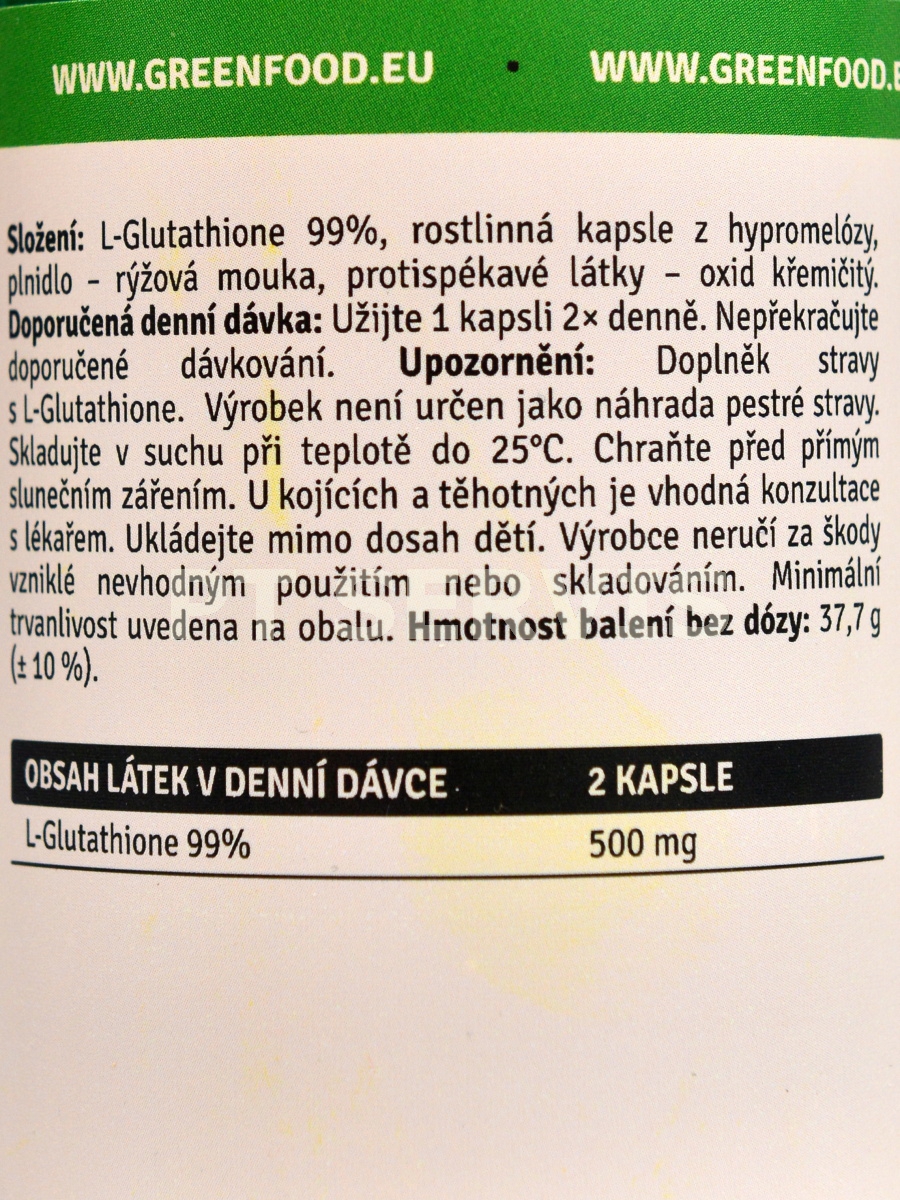 WWW.GREENFOOD.EU • WWW.GREENFOOD.E
Složení: L-Glutathione 99%, rostlinná kapsle z hypromelózy,
plnidlo – rýžová mouka, protispékavé látky – oxid křemičitý.
Doporučená denní dávka: Užijte 1 kapsli 2× denně. Nepřekračujte
doporučené dávkování. Upozornění: Doplněk stravy
s L-Glutathione. Výrobek není určen jako náhrada pestré stravy.
Skladujte v suchu při teplotě do 25°C. Chraňte před přímým
slunečním zářením. U kojících a těhotných je vhodná konzultace
s lékařem. Ukládejte mimo dosah dětí. Výrobce neručí za škody
vzniklé nevhodným použitím nebo skladováním. Minimální
trvanlivost uvedena na obalu. Hmotnost balení bez dózy: 37,7 g
(± 10 %).
OBSAH LÁTEK V DENNÍ DÁVCE 2 KAPSLE
L-Glutathione 99% 500 mg